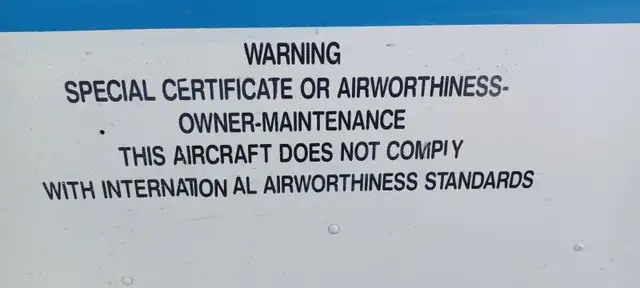 WARNING
SPECIAL CERTIFICATE OR AIRWORTHINESS-
OWNER-MAINTENANCE
THIS AIRCRAFT DOES NOT COMPIY
WITH INTERNATION AL AIRWORTHINESS STANDARDS